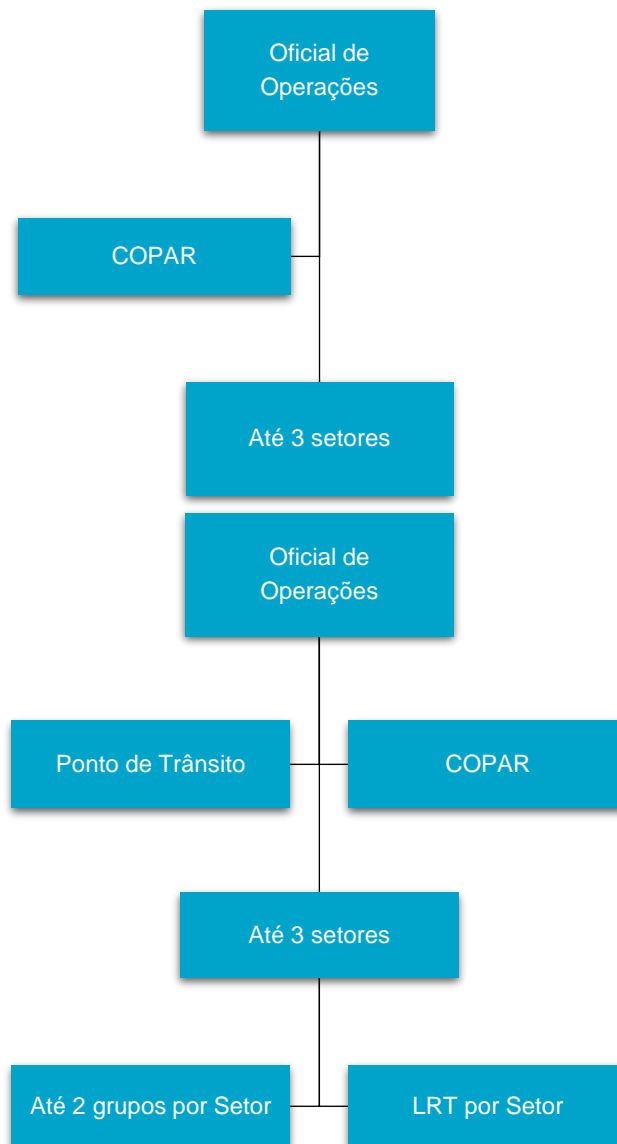 Oficial de
Operações
COPAR
Até 3 setores
Oficial de
Operações
Ponto de Trânsito
COPAR
Até 3 setores
Até 2 grupos por Setor
LRT por Setor